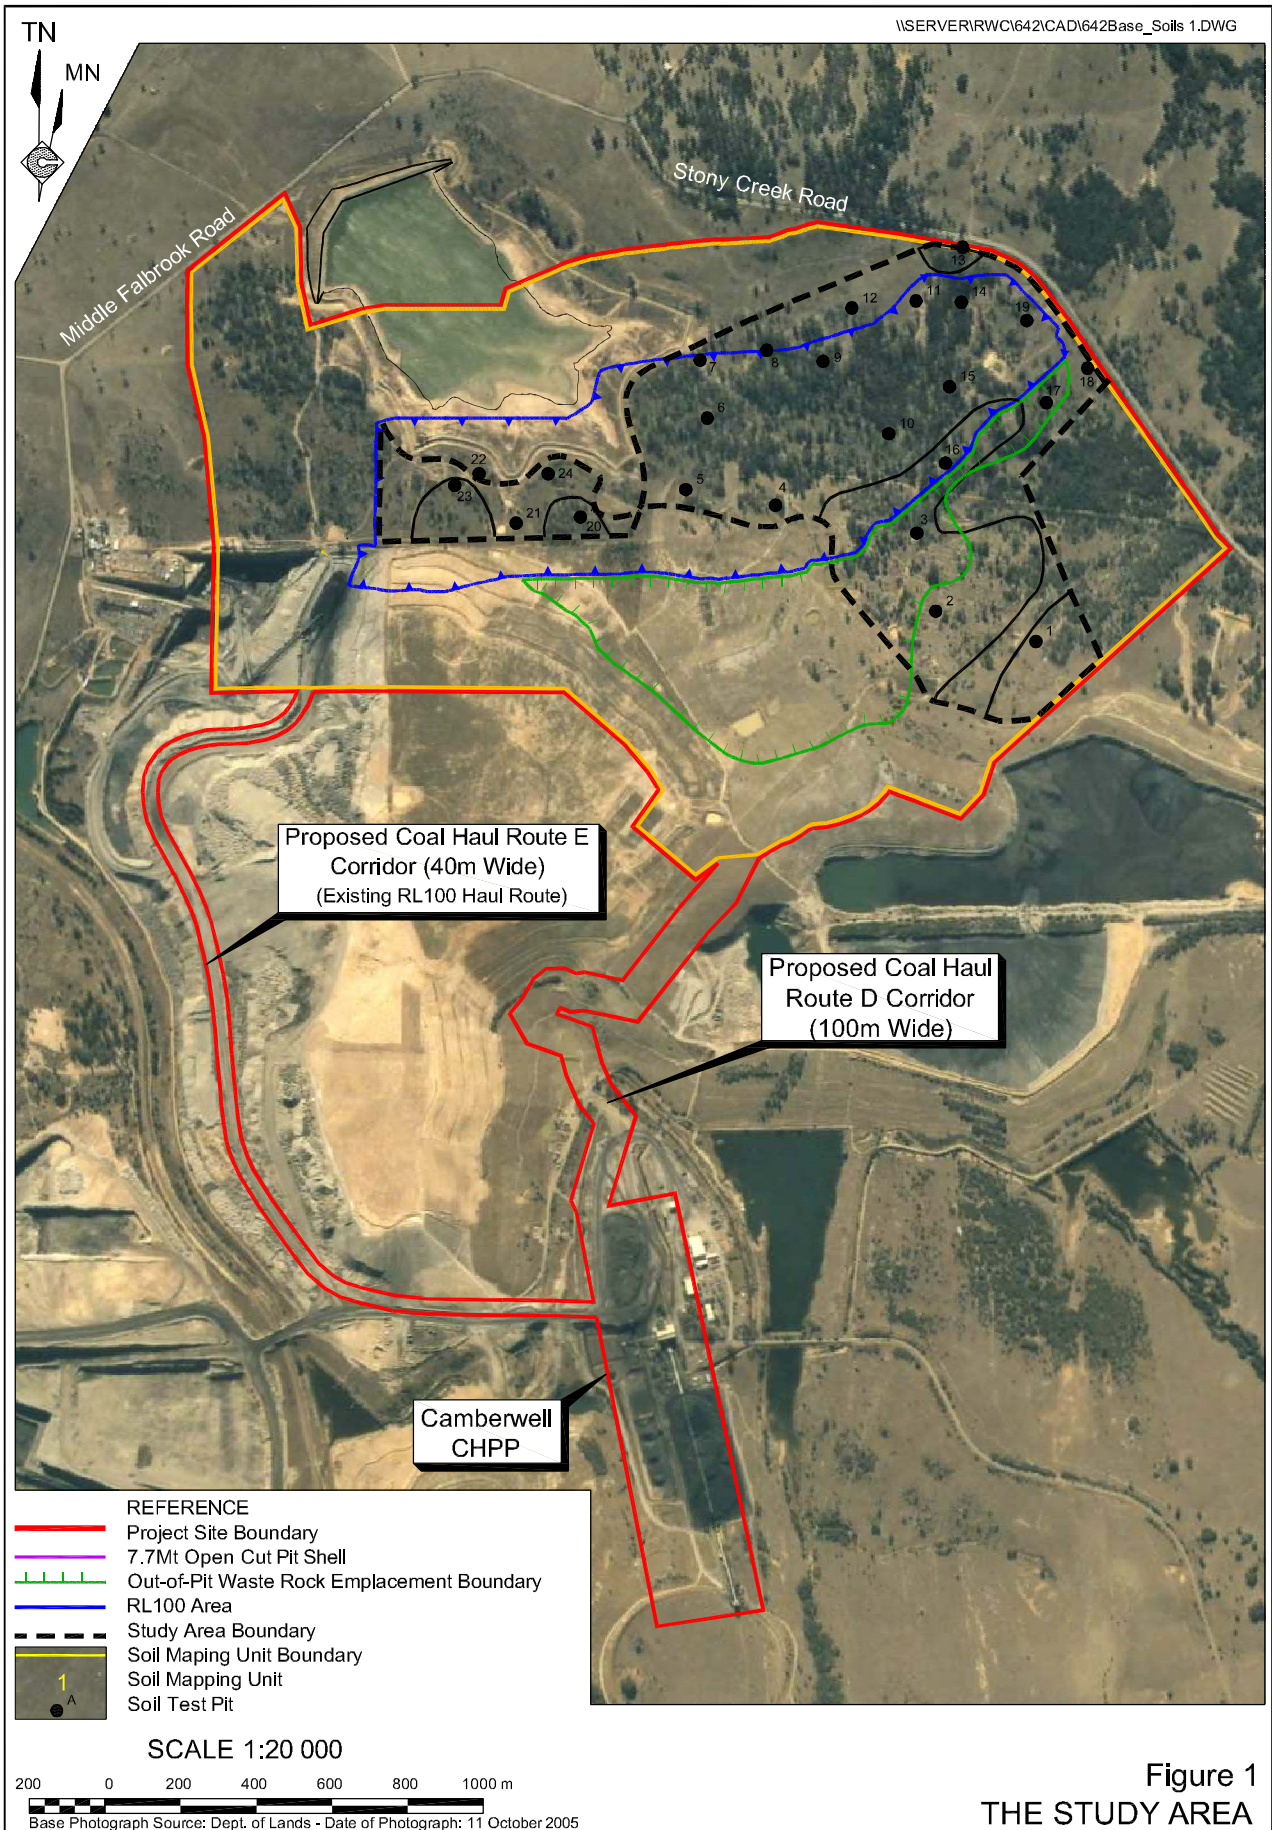 \\SERVER\RWC\642\CAD\642Base_Soils 1.DWG
TN
MN
Stony Creek Road
Middle Falbrook Road
13
12
11
14
19
7
8
9
18
15
17
6
10
16
22
24
23
5
4
21
20
3
2
1
Proposed Coal Haul Route E
Corridor (40m Wide)
(Existing RL100 Haul Route)
Proposed Coal Haul
Route D Corridor
(100m Wide)
Camberwell
CHPP
REFERENCE
Project Site Boundary
7.7Mt Open Cut Pit Shell
Out-of-Pit Waste Rock Emplacement Boundary
RL100 Area
Study Area Boundary
Soil Maping Unit Boundary
1
Soil Mapping Unit
A
Soil Test Pit
SCALE 1:20 000
200 0 200 400 600 800 1000 m
Base Photograph Source: Dept. of Lands - Date of Photograph: 11 October 2005
Figure 1
THE STUDY AREA